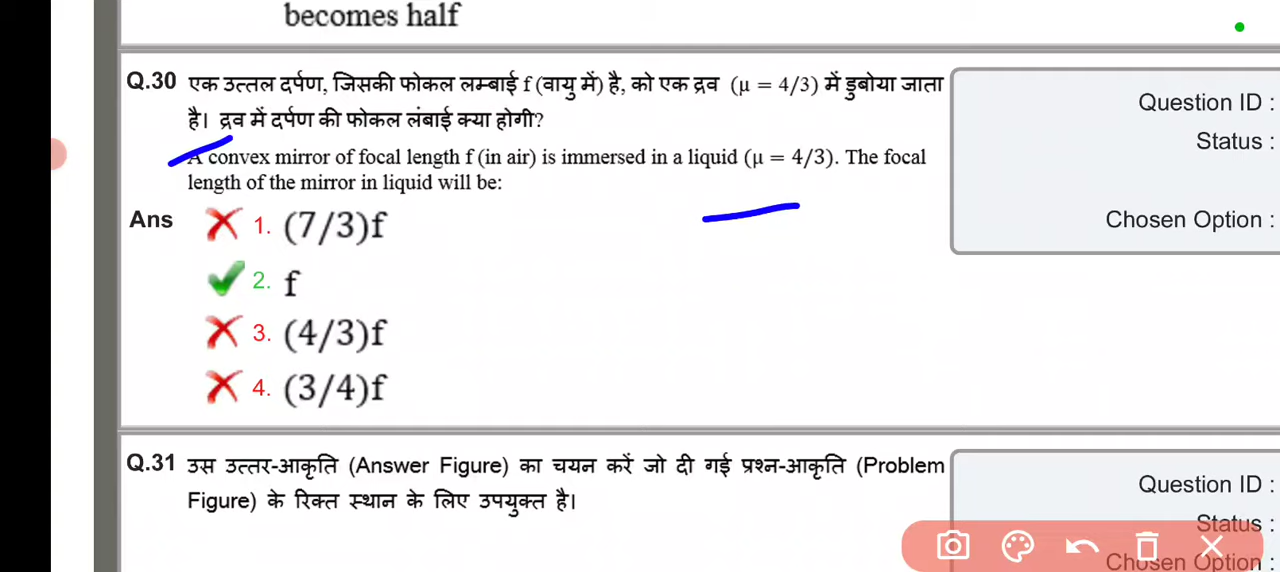 becomes half
Q.30 एक उत्तल दर्पण, जिसकी फोकल लम्बाई f (वायु में) है, को एक द्रव (μ = 4/3) में डुबोया जाता
है। द्रव में दर्पण की फोकल लंबाई क्या होगी?
A convex mirror of focal length f (in air) is immersed in a liquid (μ = 4/3). The focal
length of the mirror in liquid will be:
Ans 1. (7/3)f
2. f
3. (4/3)f
4. (3/4)f
Question ID :
Status :
Chosen Option :
Q.31 उस उत्तर-आकृति (Answer Figure) का चयन करें जो दी गई प्रश्न-आकृति (Problem
Figure) के रिक्त स्थान के लिए उपयुक्त है।
Question ID :
Status :
Chosen Option :